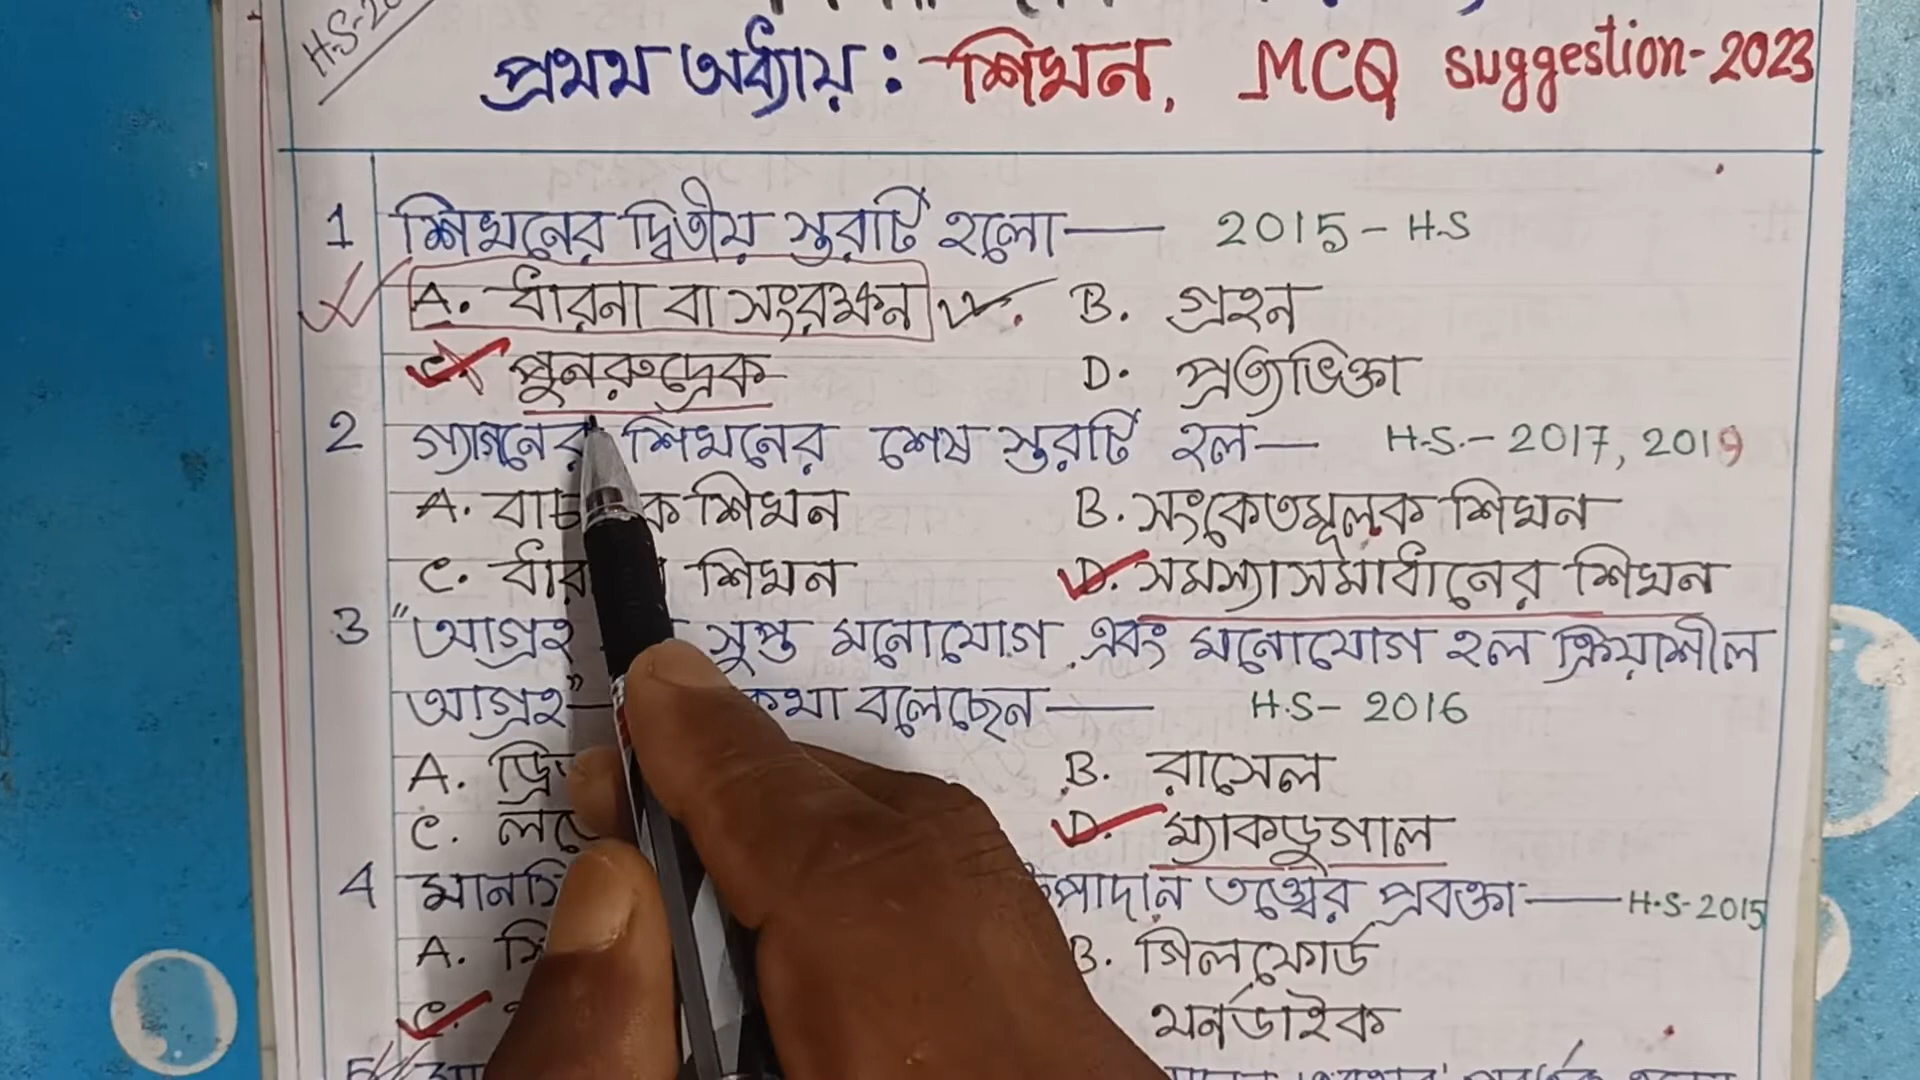 H.S-20
প্রথম অধ্যায় : শিখন, MCQ suggestion-2023
1 শিখনের দ্বিতীয় স্তরটি হলো— 2015 - H.S
A. ধারনা বা সংরক্ষন B. গ্রহন
C. পুনরুদ্রেক D. প্রত্যভিজ্ঞা
2 গ্যাগনের শিখনের শেষ স্তরটি হল— H.S.- 2017, 2019
A. শিখন B. সংকেতমূলক শিখন
C. শিখন D. সমস্যাসমাধানের শিখন
3 "আগ্রহ সুপ্ত মনোযোগ এবং মনোযোগ হল ক্রিয়াশীল
আগ্রহ"— কথা বলেছেন— H.S- 2016
A. B. রাসেল
C. D. ম্যাকডুগাল
4 তত্ত্বের প্রবক্তা— H.S-2015
A. B. গিলফোর্ড
C. থর্নডাইক
5